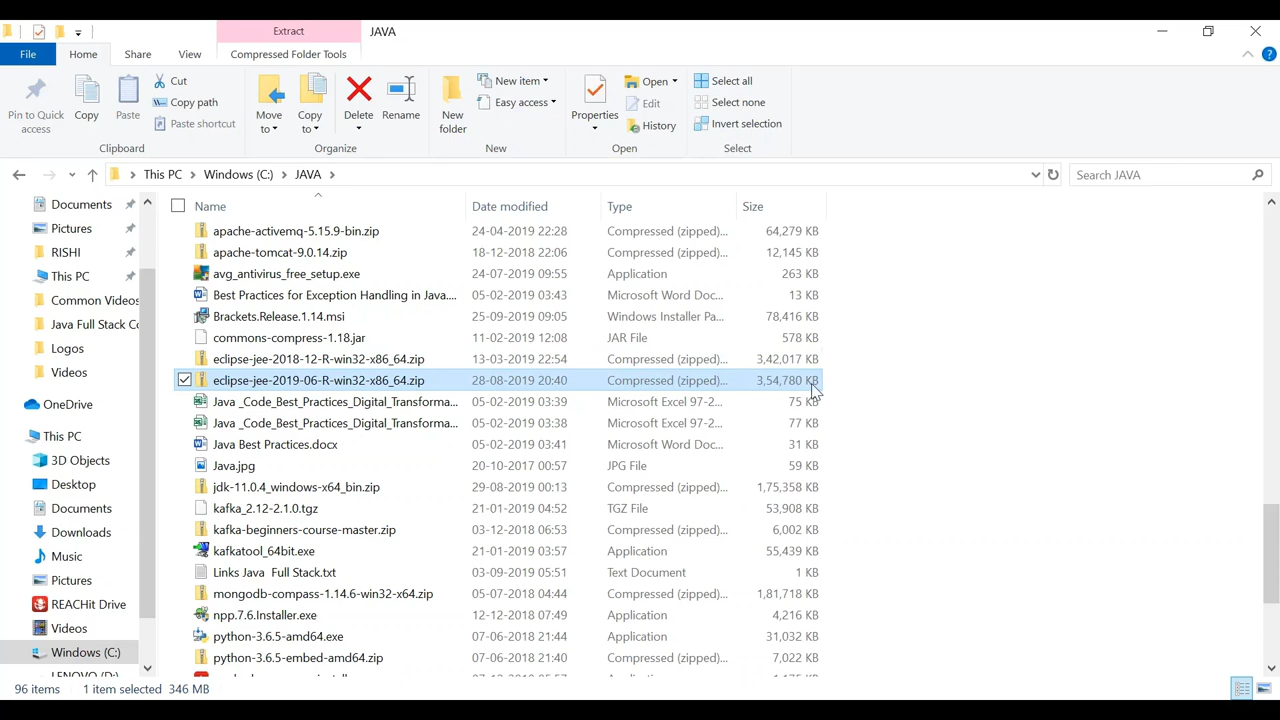 Extract JAVA
File Home Share View Compressed Folder Tools
Pin to Quick access
Copy
Paste
Cut
Copy path
Paste shortcut
Clipboard
Move to
Copy to
Delete
Rename
Organize
New folder
New item
Easy access
New
Properties
Open
Edit
History
Open
Select all
Select none
Invert selection
Select
This PC > Windows (C:) > JAVA >
Search JAVA
Documents
Pictures
RISHI
This PC
Common Videos
Java Full Stack Co
Logos
Videos
OneDrive
This PC
3D Objects
Desktop
Documents
Downloads
Music
Pictures
REACHit Drive
Videos
Windows (C:)
LENOVO (D:)
Name Date modified Type Size
apache-activemq-5.15.9-bin.zip 24-04-2019 22:28 Compressed (zipped)... 64,279 KB
apache-tomcat-9.0.14.zip 18-12-2018 22:06 Compressed (zipped)... 12,145 KB
avg_antivirus_free_setup.exe 24-07-2019 09:55 Application 263 KB
Best Practices for Exception Handling in Java.... 05-02-2019 03:43 Microsoft Word Doc... 13 KB
Brackets.Release.1.14.msi 25-09-2019 09:05 Windows Installer Pa... 78,416 KB
commons-compress-1.18.jar 11-02-2019 12:08 JAR File 578 KB
eclipse-jee-2018-12-R-win32-x86_64.zip 13-03-2019 22:54 Compressed (zipped)... 3,42,017 KB
eclipse-jee-2019-06-R-win32-x86_64.zip 28-08-2019 20:40 Compressed (zipped)... 3,54,780 KB
Java _Code_Best_Practices_Digital_Transforma... 05-02-2019 03:39 Microsoft Excel 97-2... 75 KB
Java _Code_Best_Practices_Digital_Transforma... 05-02-2019 03:38 Microsoft Excel 97-2... 77 KB
Java Best Practices.docx 05-02-2019 03:41 Microsoft Word Doc... 31 KB
Java.jpg 20-10-2017 00:57 JPG File 59 KB
jdk-11.0.4_windows-x64_bin.zip 29-08-2019 00:13 Compressed (zipped)... 1,75,358 KB
kafka_2.12-2.1.0.tgz 21-01-2019 04:52 TGZ File 53,908 KB
kafka-beginners-course-master.zip 03-12-2018 06:53 Compressed (zipped)... 6,002 KB
kafkatool_64bit.exe 21-01-2019 03:57 Application 55,439 KB
Links Java Full Stack.txt 03-09-2019 05:51 Text Document 1 KB
mongodb-compass-1.14.6-win32-x64.zip 05-07-2018 04:44 Compressed (zipped)... 1,81,718 KB
npp.7.6.Installer.exe 12-12-2018 07:49 Application 4,216 KB
python-3.6.5-amd64.exe 07-06-2018 21:44 Application 31,032 KB
python-3.6.5-embed-amd64.zip 07-06-2018 21:40 Compressed (zipped)... 7,022 KB
96 items 1 item selected 346 MB